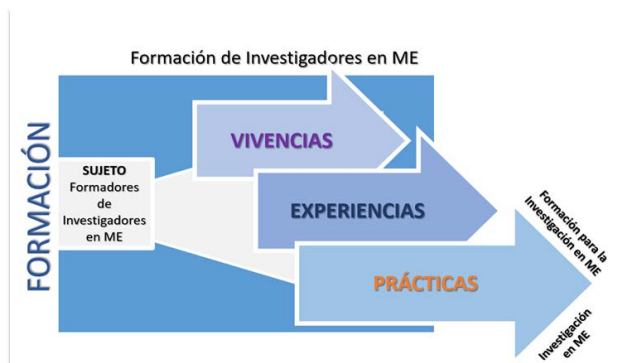 Formación de Investigadores en ME
FORMACIÓN
SUJETO
Formadores
de
Investigadores
en ME
VIVENCIAS
EXPERIENCIAS
PRÁCTICAS
Formación para la
Investigación en ME
Investigación
en ME